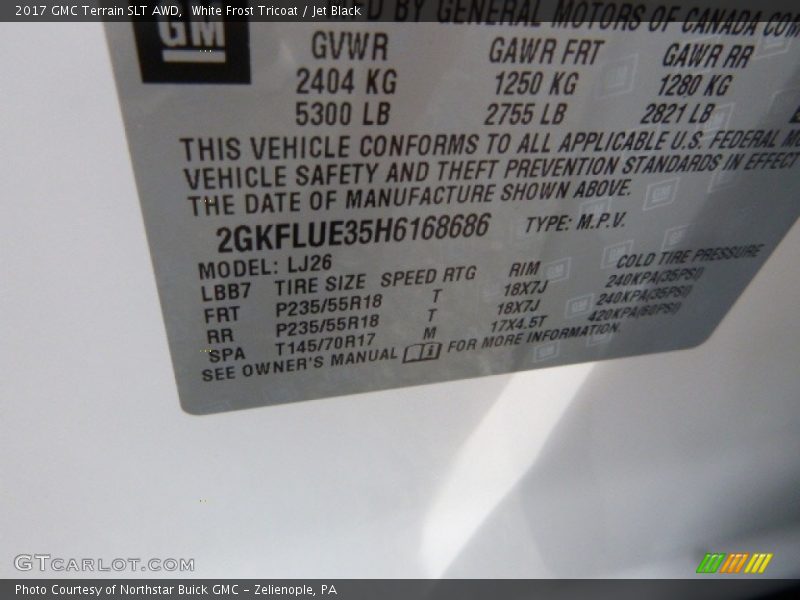 2017 GMC Terrain SLT AWD, White Frost Tricoat / Jet Black
BY GENERAL MOTORS OF CANADA
GM
GVWR GAWR FRT GAWR RR
2404 KG 1250 KG 1280 KG
5300 LB 2755 LB 2821 LB
THIS VEHICLE CONFORMS TO ALL APPLICABLE U.S. FEDERAL
VEHICLE SAFETY AND THEFT PREVENTION STANDARDS IN EFFECT
THE DATE OF MANUFACTURE SHOWN ABOVE.
2GKFLUE35H6168686 TYPE: M.P.V.
MODEL: LJ26
LBB7 TIRE SIZE SPEED RTG RIM COLD TIRE PRESSURE
FRT P235/55R18 T 18X7J 240KPA(35PSI)
RR P235/55R18 T 18X7J 240KPA(35PSI)
SPA T145/70R17 M 17X4.5T 420KPA(60PSI)
SEE OWNER'S MANUAL FOR MORE INFORMATION.
GTCARLOT.COM
Photo Courtesy of Northstar Buick GMC - Zelienople, PA